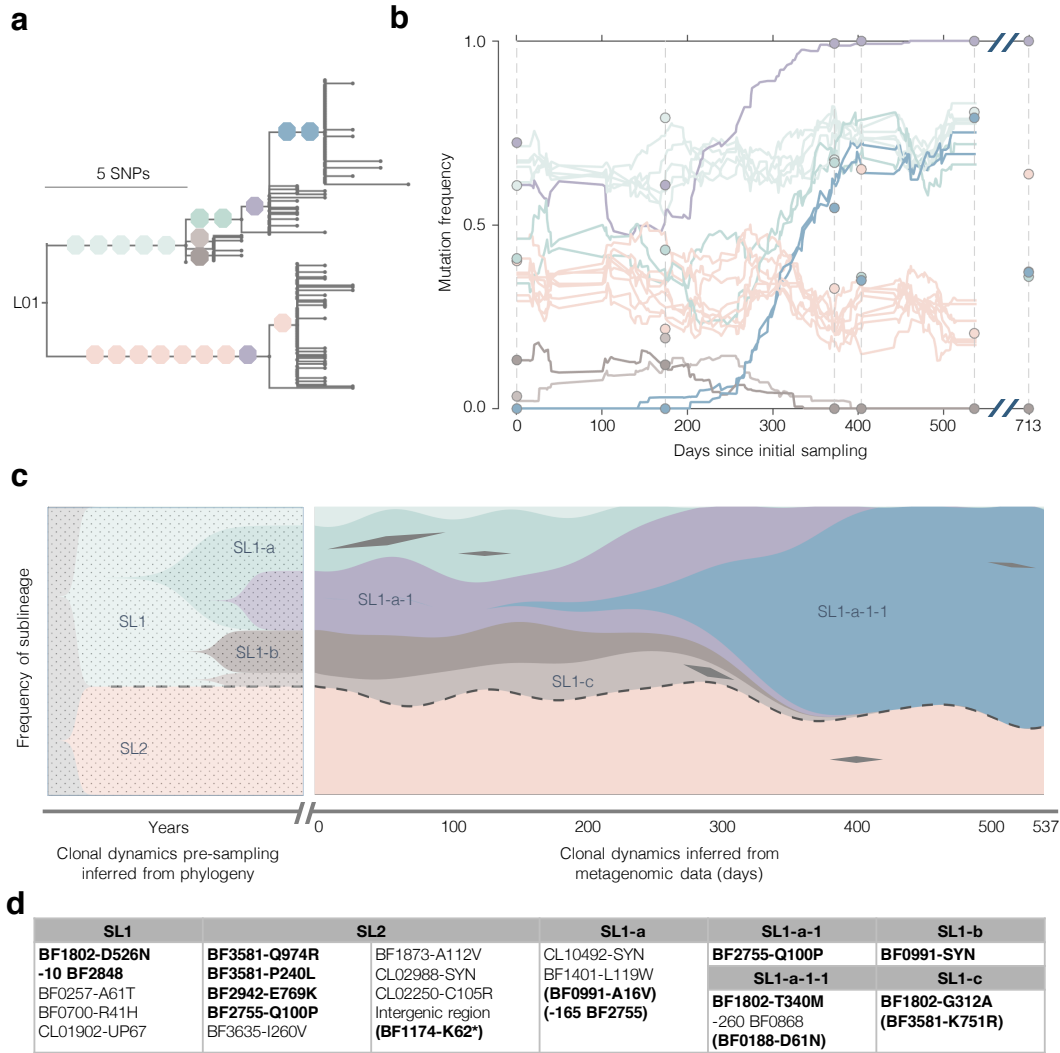 a
5 SNPs
L01
b
Mutation frequency
1.0
0.5
0.0
0 100 200 300 400 500 713
Days since initial sampling
c
Frequency of sublineage
SL1-a
SL1
SL1-b
SL2
SL1-a-1
SL1-c
SL1-a-1-1
Years
0 100 200 300 400 500 537
Clonal dynamics pre-sampling
inferred from phylogeny
Clonal dynamics inferred from
metagenomic data (days)
d
SL1 SL2 SL1-a SL1-a-1 SL1-b
BF1802-D526N BF3581-Q974R BF1873-A112V CL10492-SYN BF2755-Q100P BF0991-SYN
-10 BF2848 BF3581-P240L CL02988-SYN BF1401-L119W SL1-a-1-1 SL1-c
BF0257-A61T BF2942-E769K CL02250-C105R (BF0991-A16V) BF1802-T340M BF1802-G312A
BF0700-R41H BF2755-Q100P Intergenic region (-165 BF2755) -260 BF0868 (BF3581-K751R)
CL01902-UP67 BF3635-I260V (BF1174-K62*) (BF0188-D61N)